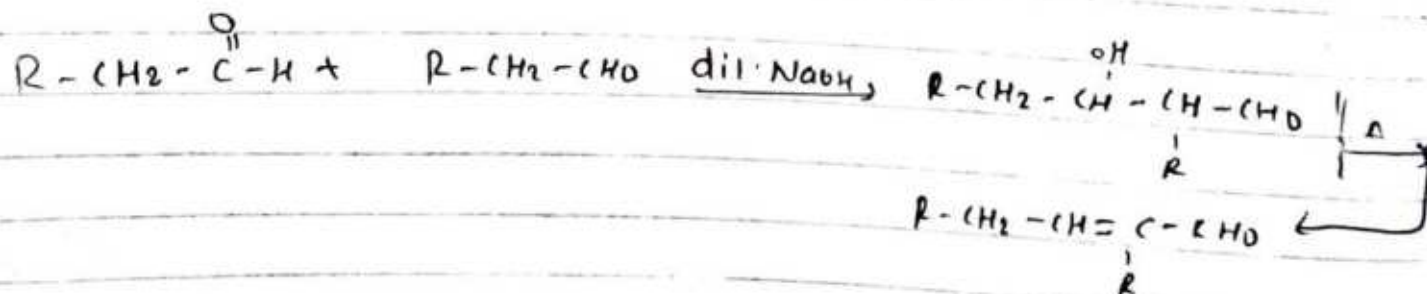 O
R - CH2 - C - H + R - CH2 - CHO dil. NaOH R - CH2 - CH - CH - CHO Δ
OH
R
R - CH2 - CH = C - CHO
R